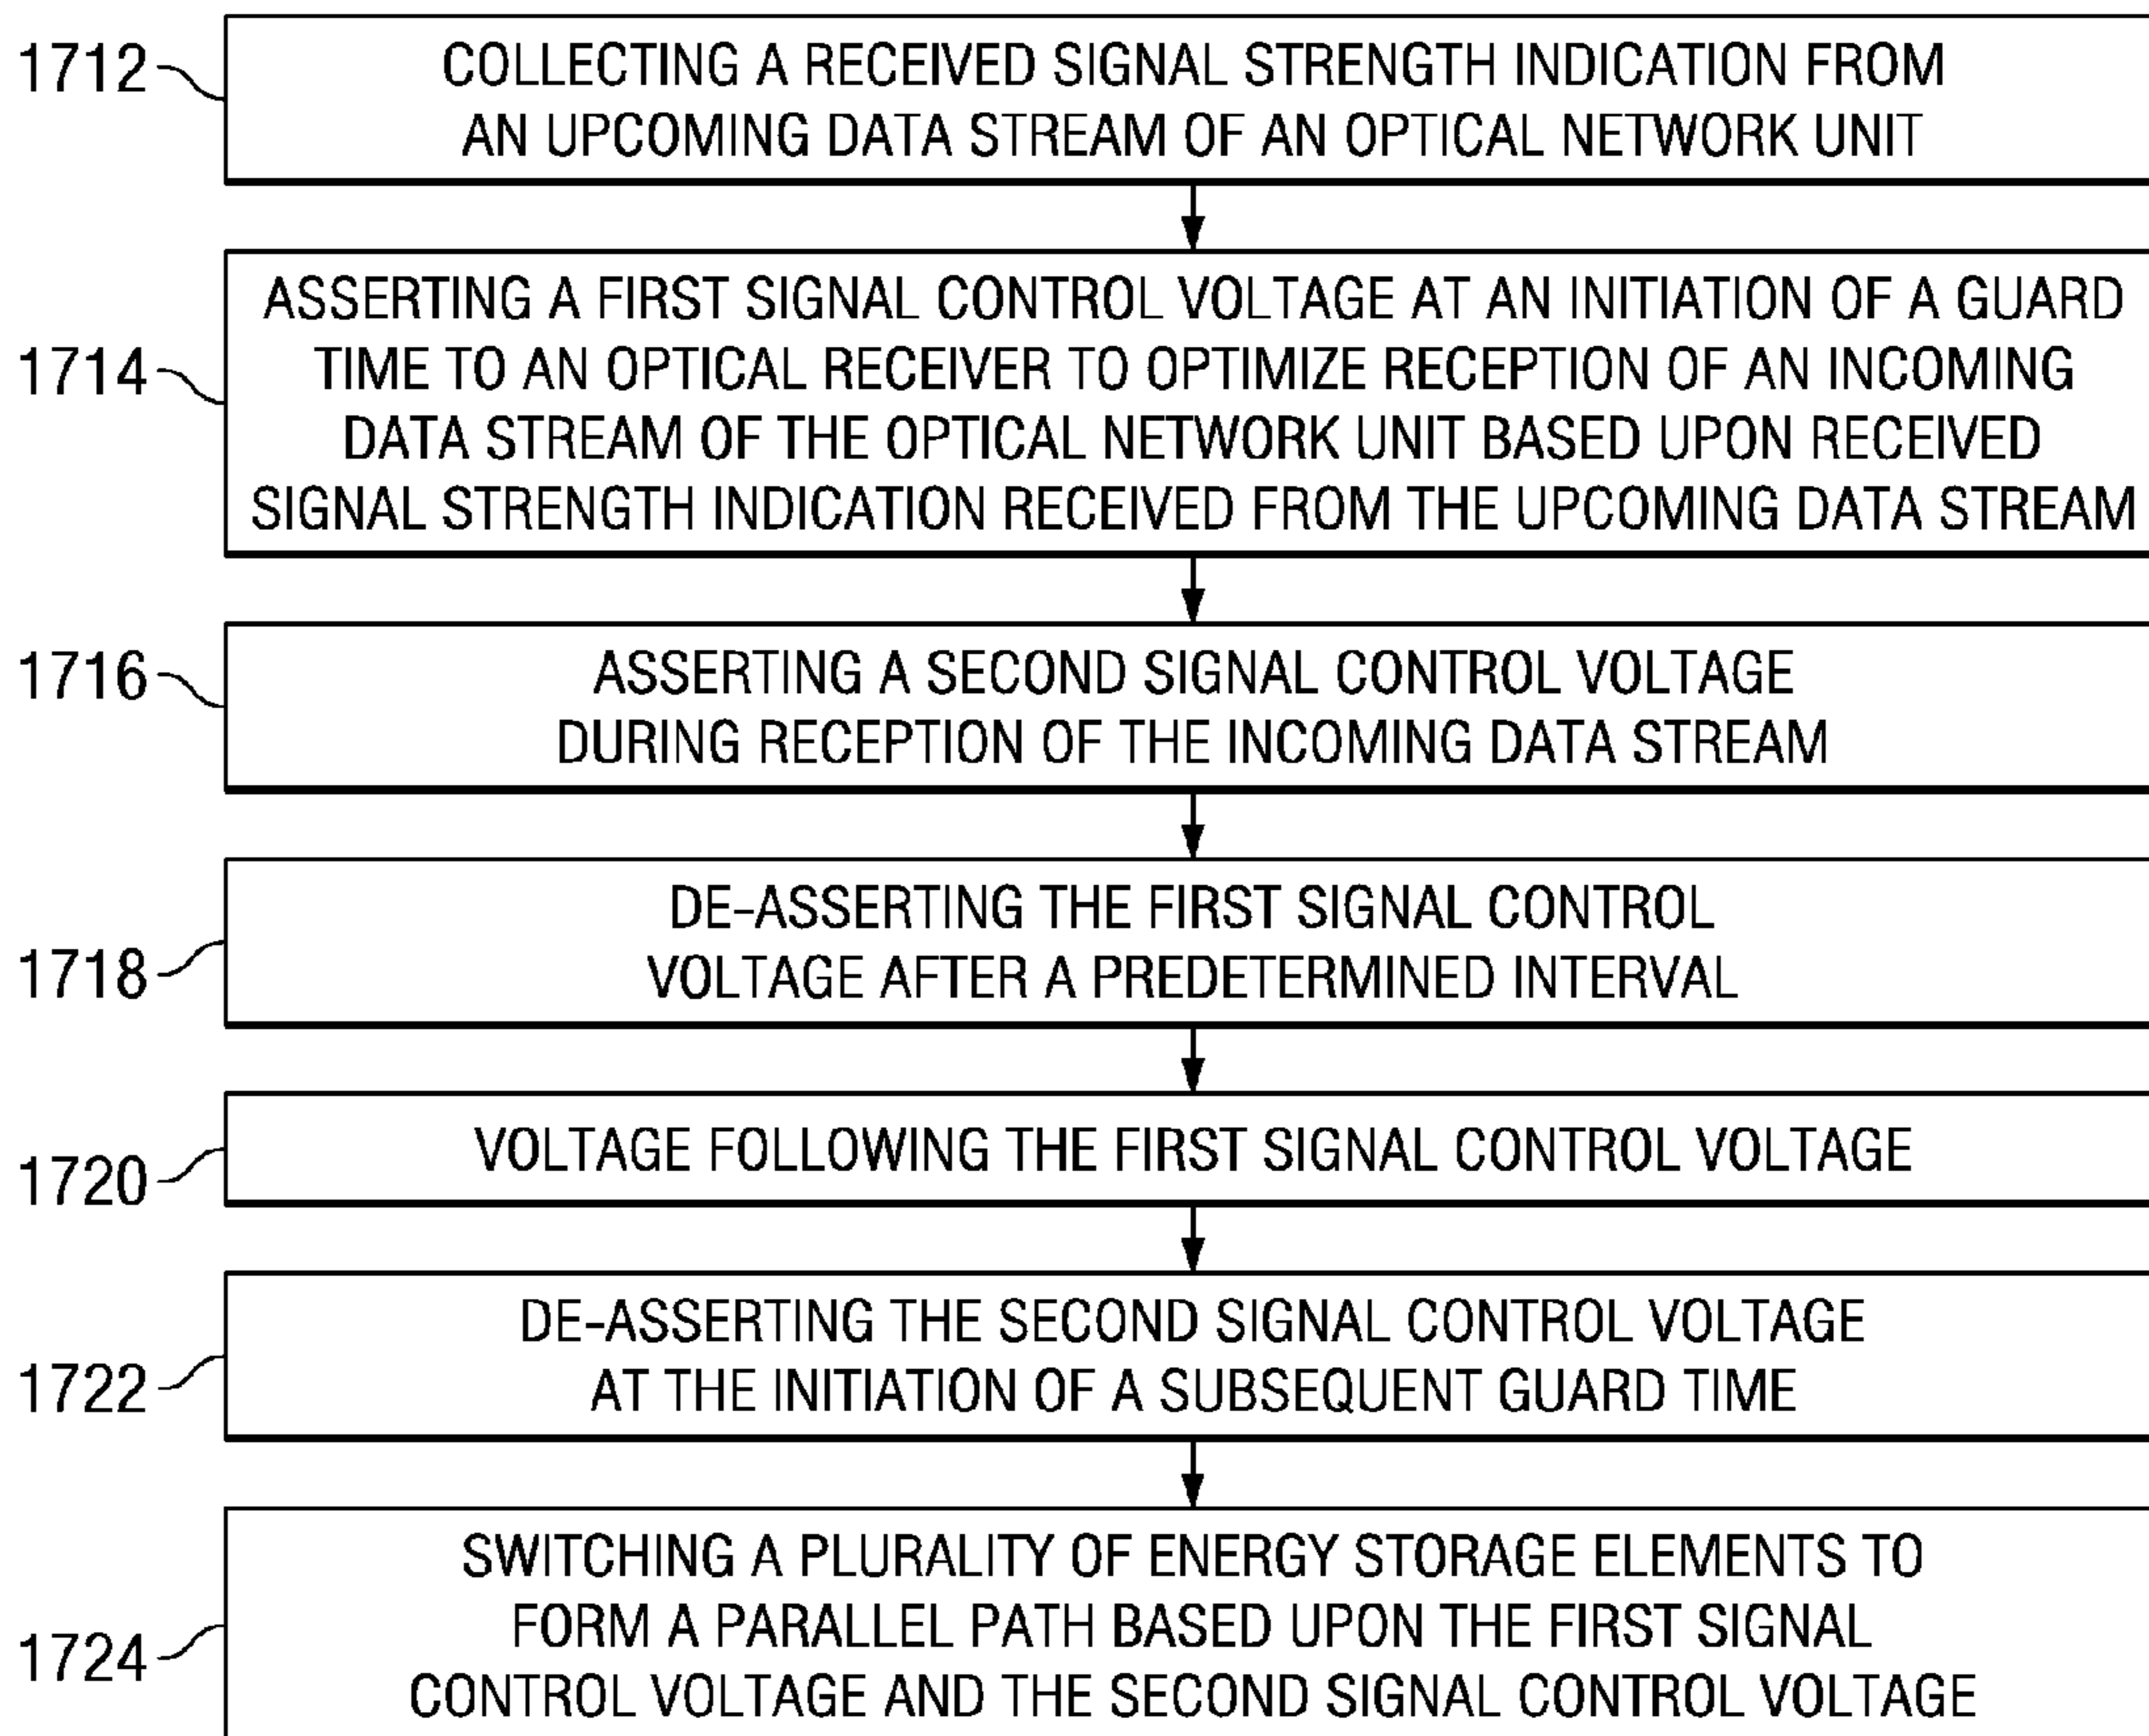 1712
COLLECTING A RECEIVED SIGNAL STRENGTH INDICATION FROM
AN UPCOMING DATA STREAM OF AN OPTICAL NETWORK UNIT
1714
ASSERTING A FIRST SIGNAL CONTROL VOLTAGE AT AN INITIATION OF A GUARD
TIME TO AN OPTICAL RECEIVER TO OPTIMIZE RECEPTION OF AN INCOMING
DATA STREAM OF THE OPTICAL NETWORK UNIT BASED UPON RECEIVED
SIGNAL STRENGTH INDICATION RECEIVED FROM THE UPCOMING DATA STREAM
1716
ASSERTING A SECOND SIGNAL CONTROL VOLTAGE
DURING RECEPTION OF THE INCOMING DATA STREAM
1718
DE-ASSERTING THE FIRST SIGNAL CONTROL
VOLTAGE AFTER A PREDETERMINED INTERVAL
1720
VOLTAGE FOLLOWING THE FIRST SIGNAL CONTROL VOLTAGE
1722
DE-ASSERTING THE SECOND SIGNAL CONTROL VOLTAGE
AT THE INITIATION OF A SUBSEQUENT GUARD TIME
1724
SWITCHING A PLURALITY OF ENERGY STORAGE ELEMENTS TO
FORM A PARALLEL PATH BASED UPON THE FIRST SIGNAL
CONTROL VOLTAGE AND THE SECOND SIGNAL CONTROL VOLTAGE